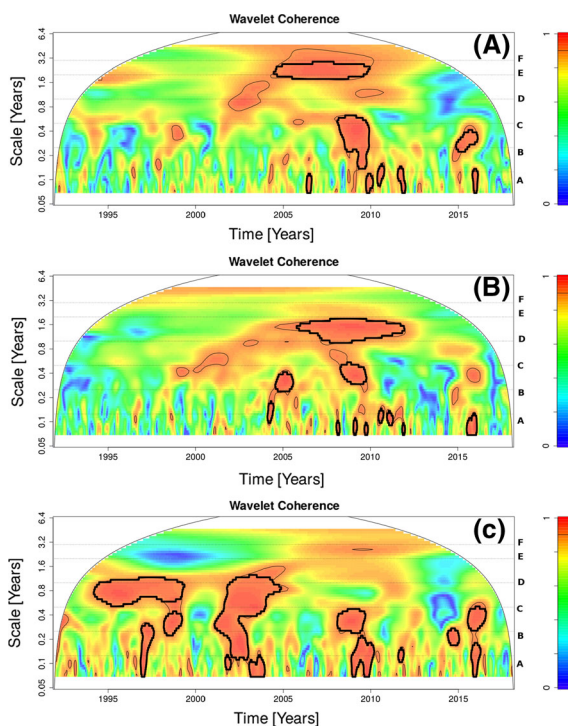 Wavelet Coherence
(A)
Scale [Years]
6.4
3.2
1.6
0.8
0.4
0.2
0.1
0.05
F
E
D
C
B
A
1
0
1995 2000 2005 2010 2015
Time [Years]
Wavelet Coherence
(B)
Scale [Years]
6.4
3.2
1.6
0.8
0.4
0.2
0.1
0.05
F
E
D
C
B
A
1
0
1995 2000 2005 2010 2015
Time [Years]
Wavelet Coherence
(c)
Scale [Years]
6.4
3.2
1.6
0.8
0.4
0.2
0.1
0.05
F
E
D
C
B
A
1
0
1995 2000 2005 2010 2015
Time [Years]